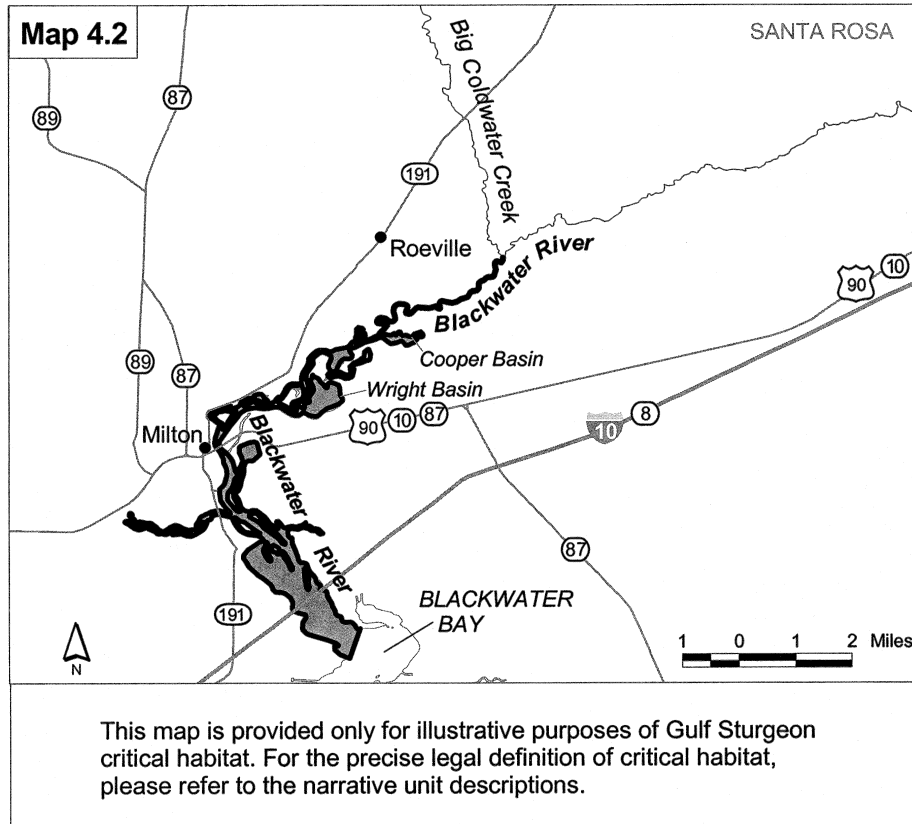 Map 4.2
SANTA ROSA
Big Coldwater Creek
87
89
191
Roeville
Blackwater River
10
90
Cooper Basin
89
87
Wright Basin
90
10
87
10
8
Milton
Blackwater River
87
191
BLACKWATER
BAY
N
1 0 1 2 Miles
This map is provided only for illustrative purposes of Gulf Sturgeon
critical habitat. For the precise legal definition of critical habitat,
please refer to the narrative unit descriptions.